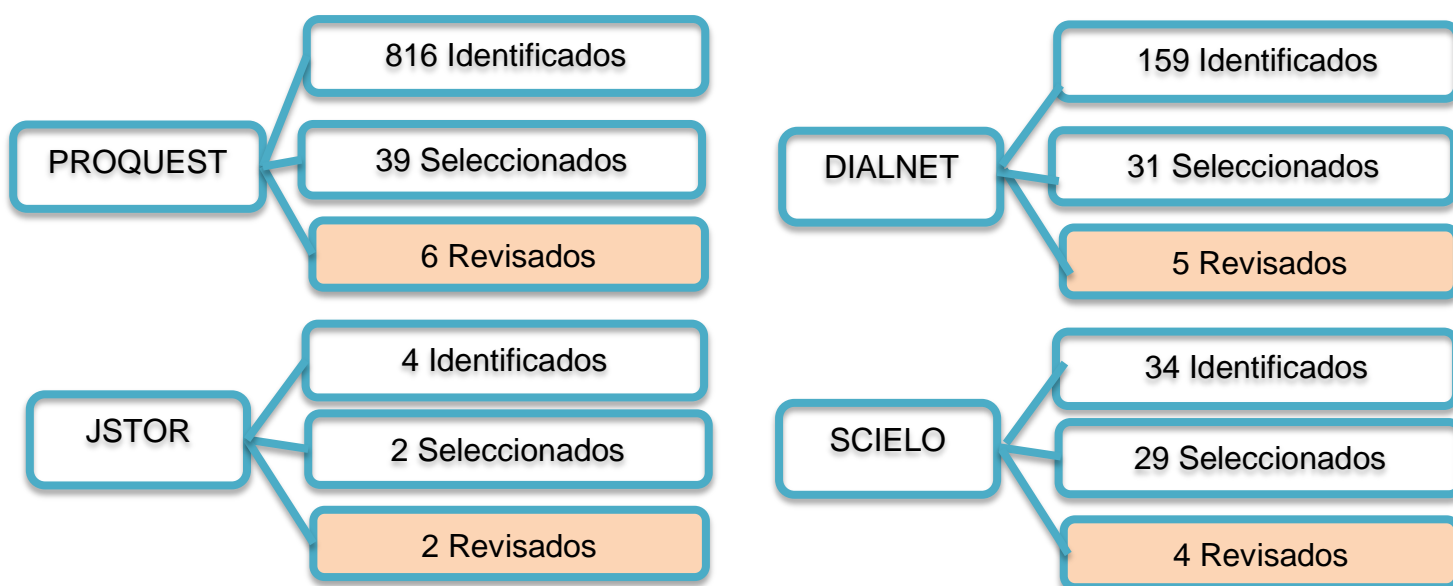 PROQUEST
816 Identificados
39 Seleccionados
6 Revisados
DIALNET
159 Identificados
31 Seleccionados
5 Revisados
JSTOR
4 Identificados
2 Seleccionados
2 Revisados
SCIELO
34 Identificados
29 Seleccionados
4 Revisados